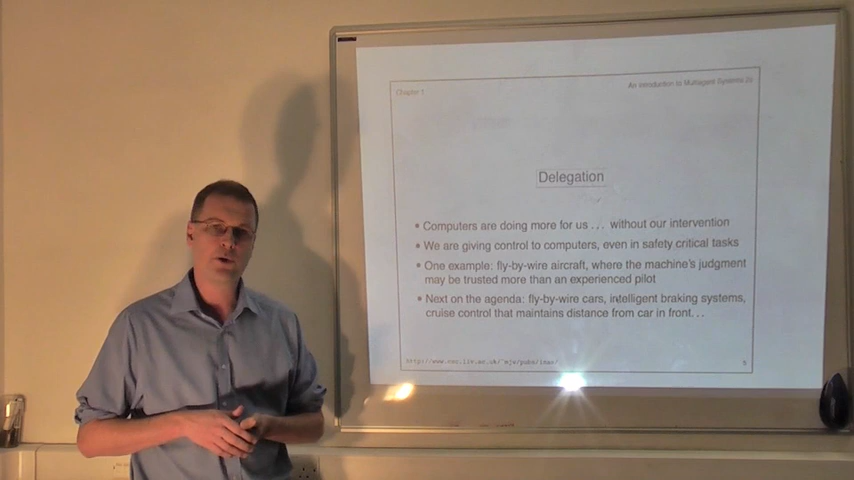 Chapter 1
An Introduction to Multiagent Systems 2e
Delegation
• Computers are doing more for us . . . without our intervention
• We are giving control to computers, even in safety critical tasks
• One example: fly-by-wire aircraft, where the machine's judgment
may be trusted more than an experienced pilot
• Next on the agenda: fly-by-wire cars, intelligent braking systems,
cruise control that maintains distance from car in front. . .